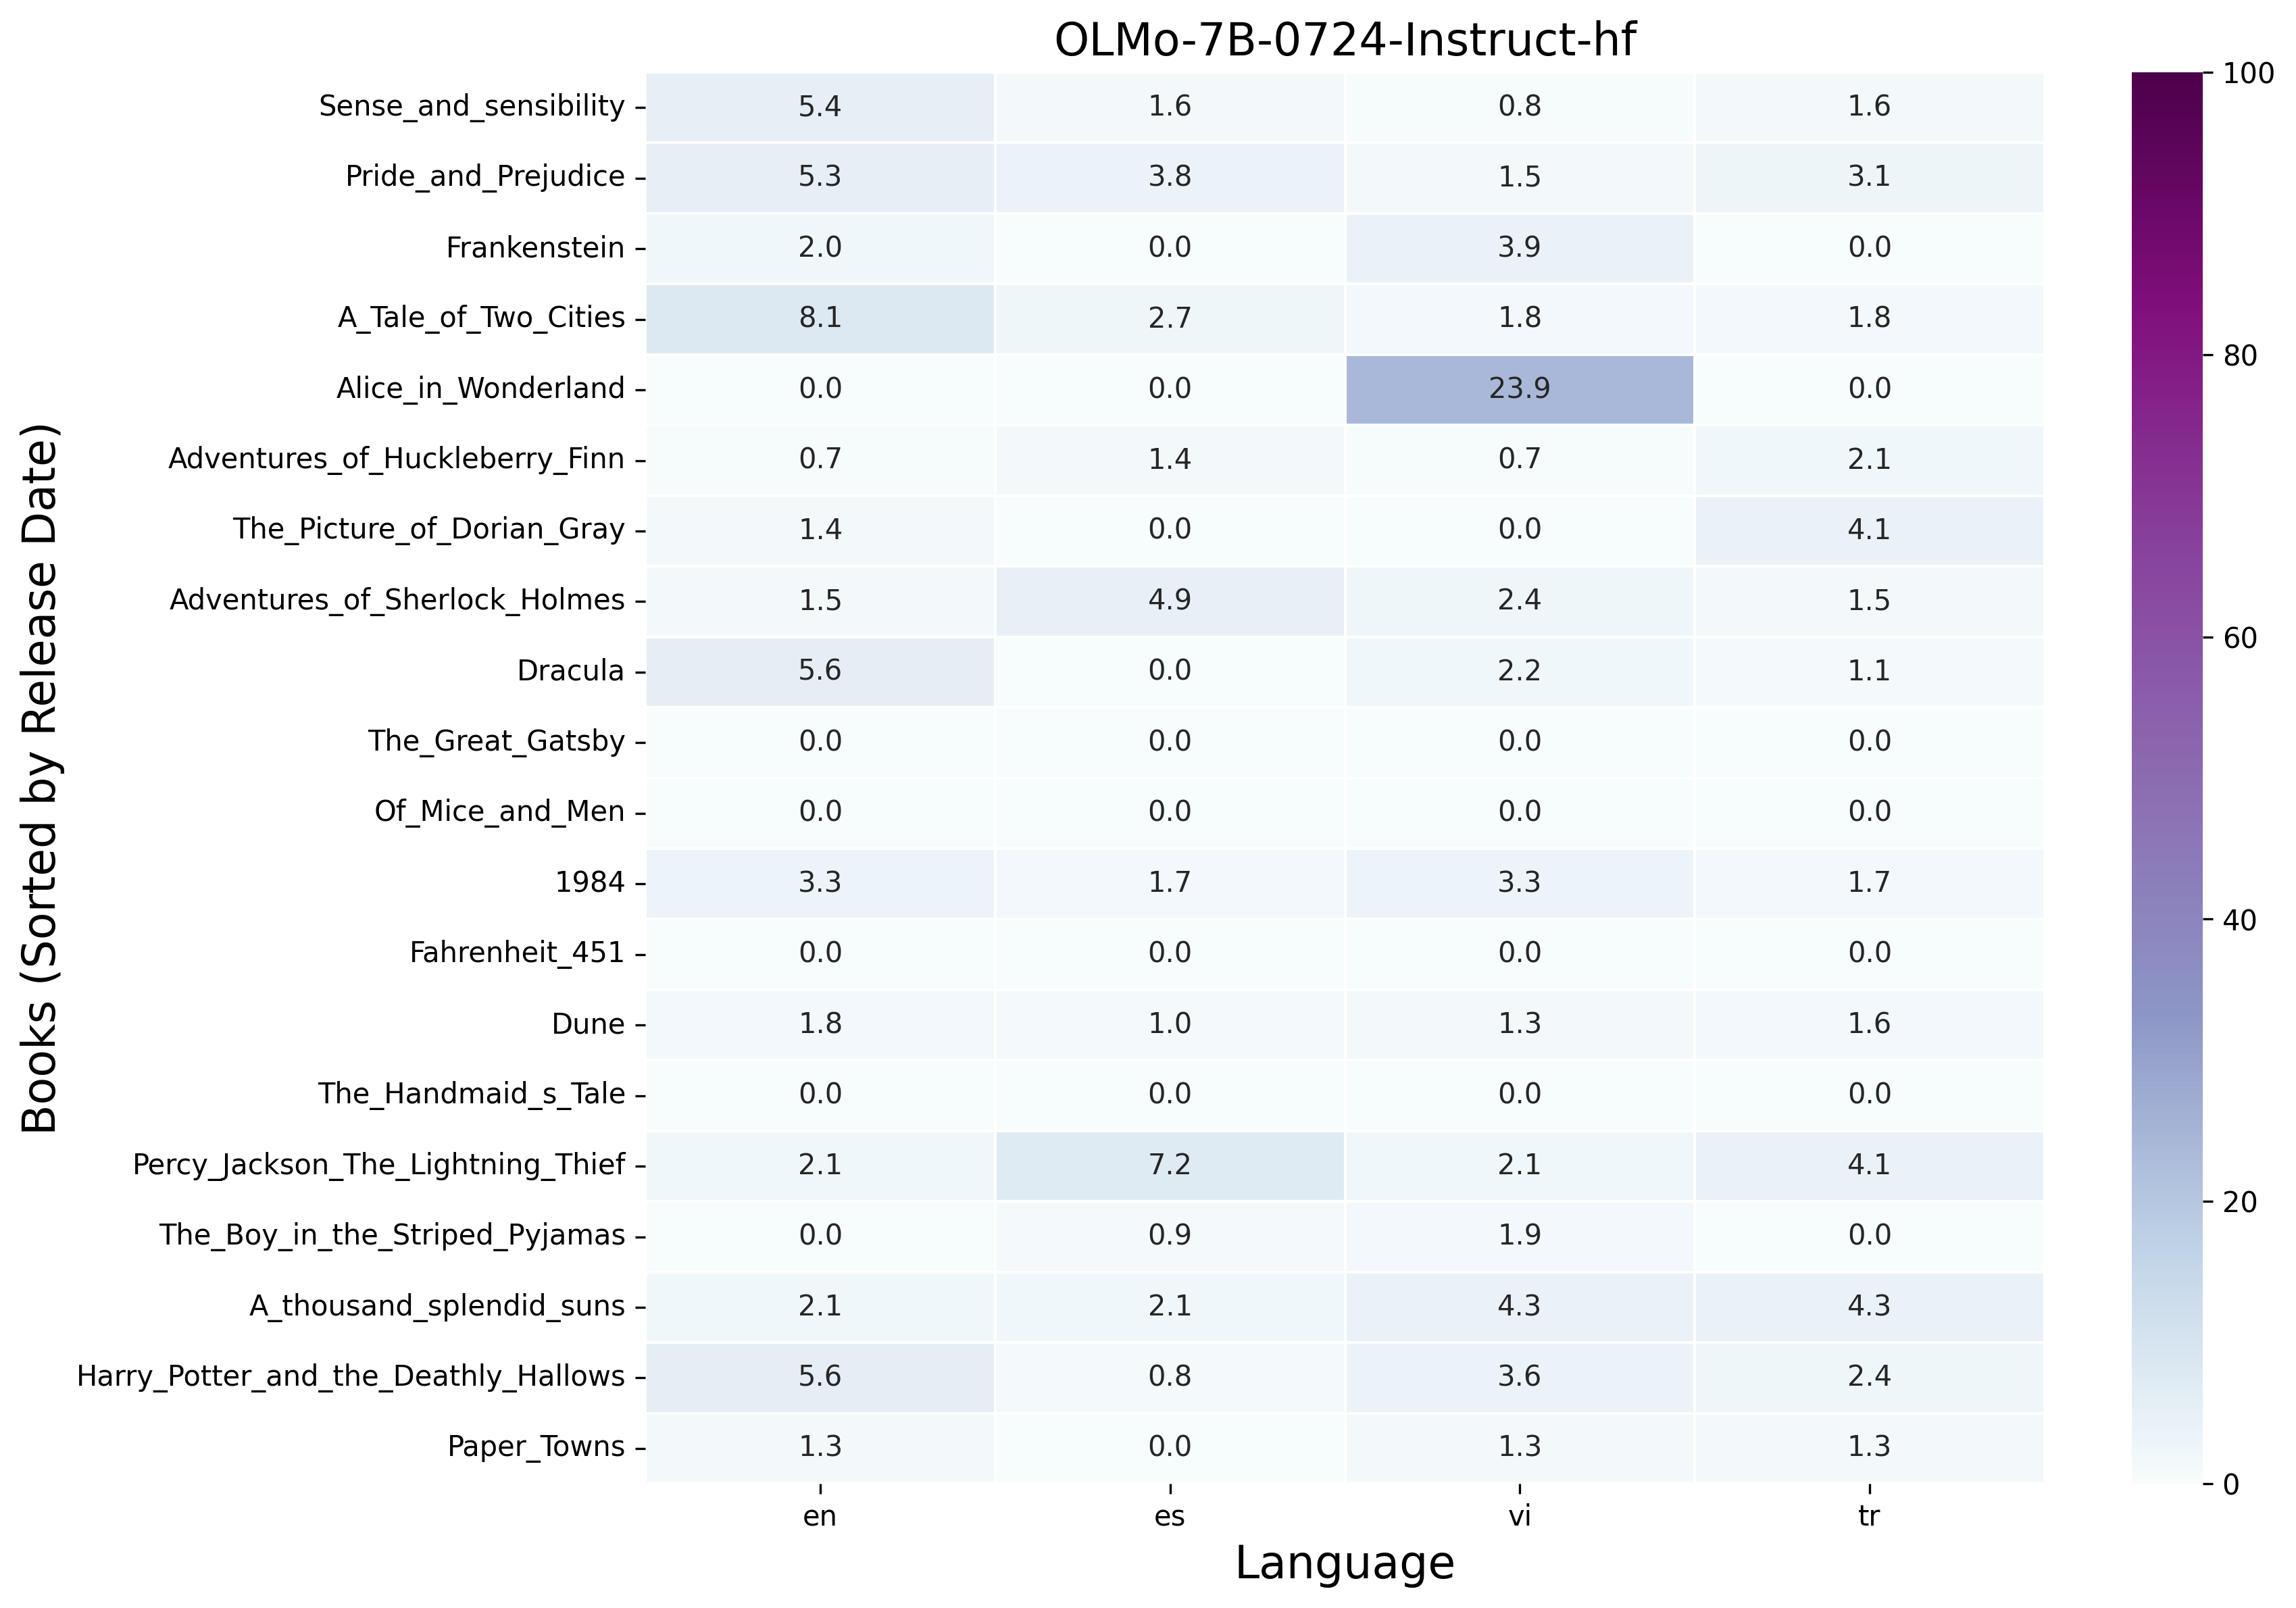 OLMo-7B-0724-Instruct-hf
Books (Sorted by Release Date)
Sense_and_sensibility 5.4 1.6 0.8 1.6
Pride_and_Prejudice 5.3 3.8 1.5 3.1
Frankenstein 2.0 0.0 3.9 0.0
A_Tale_of_Two_Cities 8.1 2.7 1.8 1.8
Alice_in_Wonderland 0.0 0.0 23.9 0.0
Adventures_of_Huckleberry_Finn 0.7 1.4 0.7 2.1
The_Picture_of_Dorian_Gray 1.4 0.0 0.0 4.1
Adventures_of_Sherlock_Holmes 1.5 4.9 2.4 1.5
Dracula 5.6 0.0 2.2 1.1
The_Great_Gatsby 0.0 0.0 0.0 0.0
Of_Mice_and_Men 0.0 0.0 0.0 0.0
1984 3.3 1.7 3.3 1.7
Fahrenheit_451 0.0 0.0 0.0 0.0
Dune 1.8 1.0 1.3 1.6
The_Handmaid_s_Tale 0.0 0.0 0.0 0.0
Percy_Jackson_The_Lightning_Thief 2.1 7.2 2.1 4.1
The_Boy_in_the_Striped_Pyjamas 0.0 0.9 1.9 0.0
A_thousand_splendid_suns 2.1 2.1 4.3 4.3
Harry_Potter_and_the_Deathly_Hallows 5.6 0.8 3.6 2.4
Paper_Towns 1.3 0.0 1.3 1.3
en es vi tr
Language
100
80
60
40
20
0